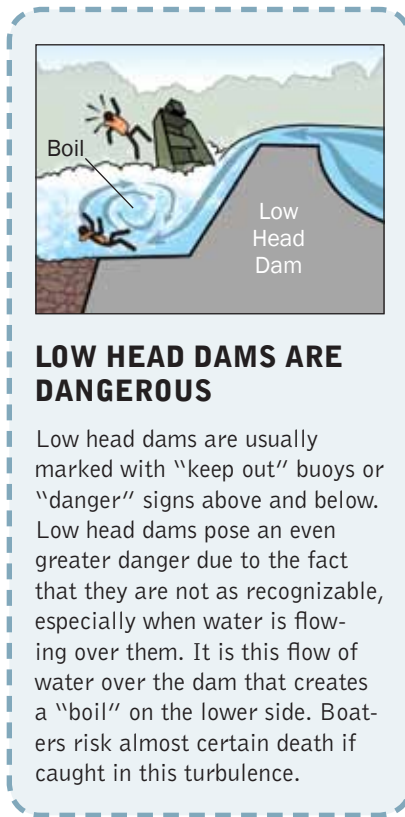 Boil
Low
Head
Dam
LOW HEAD DAMS ARE
DANGEROUS
Low head dams are usually
marked with “keep out” buoys or
“danger” signs above and below.
Low head dams pose an even
greater danger due to the fact
that they are not as recognizable,
especially when water is flow-
ing over them. It is this flow of
water over the dam that creates
a “boil” on the lower side. Boat-
ers risk almost certain death if
caught in this turbulence.